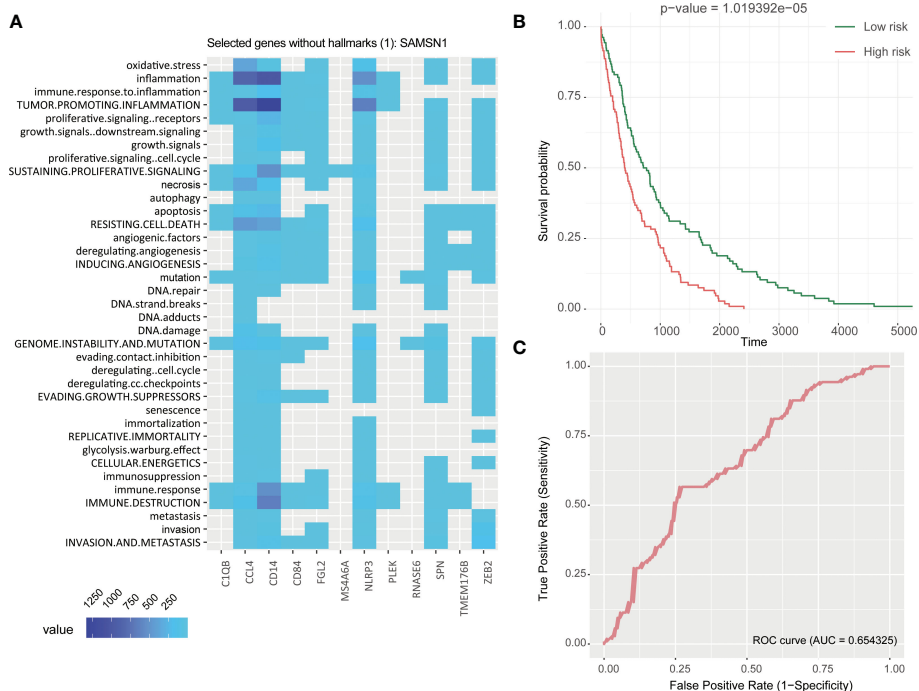 A
Selected genes without hallmarks (1): SAMSN1
oxidative.stress
inflammation
immune.response.to.inflammation
TUMOR.PROMOTING.INFLAMMATION
proliferative.signaling..receptors
growth.signals..downstream.signaling
growth.signals
proliferative.signaling..cell.cycle
SUSTAINING.PROLIFERATIVE.SIGNALING
necrosis
autophagy
apoptosis
RESISTING.CELL.DEATH
angiogenic.factors
deregulating.angiogenesis
INDUCING.ANGIOGENESIS
mutation
DNA.repair
DNA.strand.breaks
DNA.adducts
DNA.damage
GENOME.INSTABILITY.AND.MUTATION
evading.contact.inhibition
deregulating..cell.cycle
deregulating.cc.checkpoints
EVADING.GROWTH.SUPPRESSORS
senescence
immortalization
REPLICATIVE.IMMORTALITY
glycolysis.warburg.effect
CELLULAR.ENERGETICS
immunosuppression
immune.response
IMMUNE.DESTRUCTION
metastasis
invasion
INVASION.AND.METASTASIS
C1QB
CCL4
CD14
CD84
FGL2
MS4A6A
NLRP3
PLEK
RNASE6
SPN
TMEM176B
ZEB2
1250 1000 750 500 250
value
B
p-value = 1.019392e-05
Low risk
High risk
Survival probability
1.00
0.75
0.50
0.25
0.00
0 1000 2000 3000 4000 5000
Time
C
True Positive Rate (Sensitivity)
1.00
0.75
0.50
0.25
0.00
ROC curve (AUC = 0.654325)
0.00 0.25 0.50 0.75 1.00
False Positive Rate (1-Specificity)